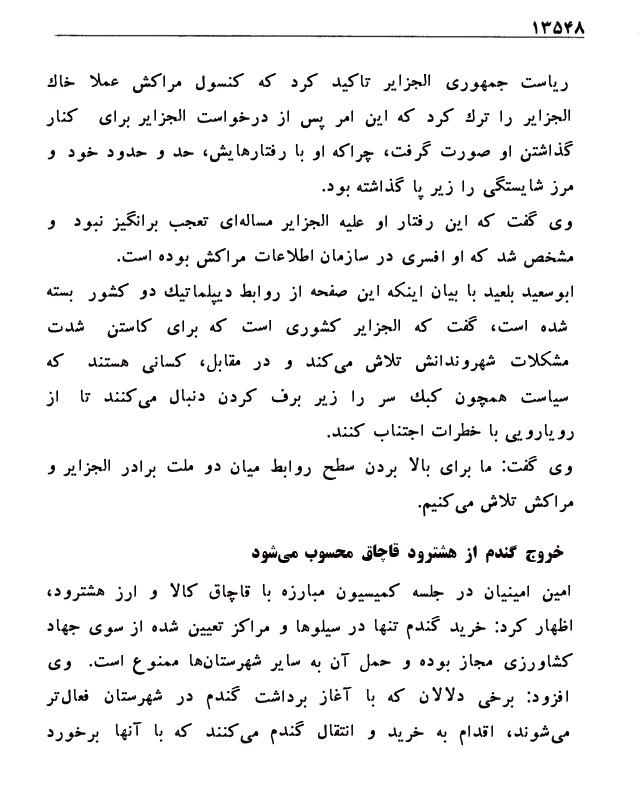 ۱۳۵۴۸
ریاست جمهوری الجزایر تاکید کرد که کنسول مراکش عملا خاك
الجزایر را ترك کرد که این امر پس از درخواست الجزایر برای کنار
گذاشتن او صورت گرفت، چراکه او با رفتارهایش، حد و حدود خود و
مرز شایستگی را زیر پا گذاشته بود.
وی گفت که این رفتار او علیه الجزایر مساله‌ای تعجب برانگیز نبود و
مشخص شد که او افسری در سازمان اطلاعات مراکش بوده است.
ابوسعید بلعید با بیان اینکه این صفحه از روابط دیپلماتیك دو کشور بسته
شده است، گفت که الجزایر کشوری است که برای کاستن شدت
مشکلات شهروندانش تلاش می‌کند و در مقابل، کسانی هستند که
سیاست همچون کبك سر را زیر برف کردن دنبال می‌کنند تا از
رویارویی با خطرات اجتناب کنند.
وی گفت: ما برای بالا بردن سطح روابط میان دو ملت برادر الجزایر و
مراکش تلاش می‌کنیم.
خروج گندم از هشترود قاچاق محسوب می‌شود
امین امینیان در جلسه کمیسیون مبارزه با قاچاق کالا و ارز هشترود،
اظهار کرد: خرید گندم تنها در سیلوها و مراکز تعیین شده از سوی جهاد
کشاورزی مجاز بوده و حمل آن به سایر شهرستان‌ها ممنوع است. وی
افزود: برخی دلالان که با آغاز برداشت گندم در شهرستان فعال‌تر
می‌شوند، اقدام به خرید و انتقال گندم می‌کنند که با آنها برخورد